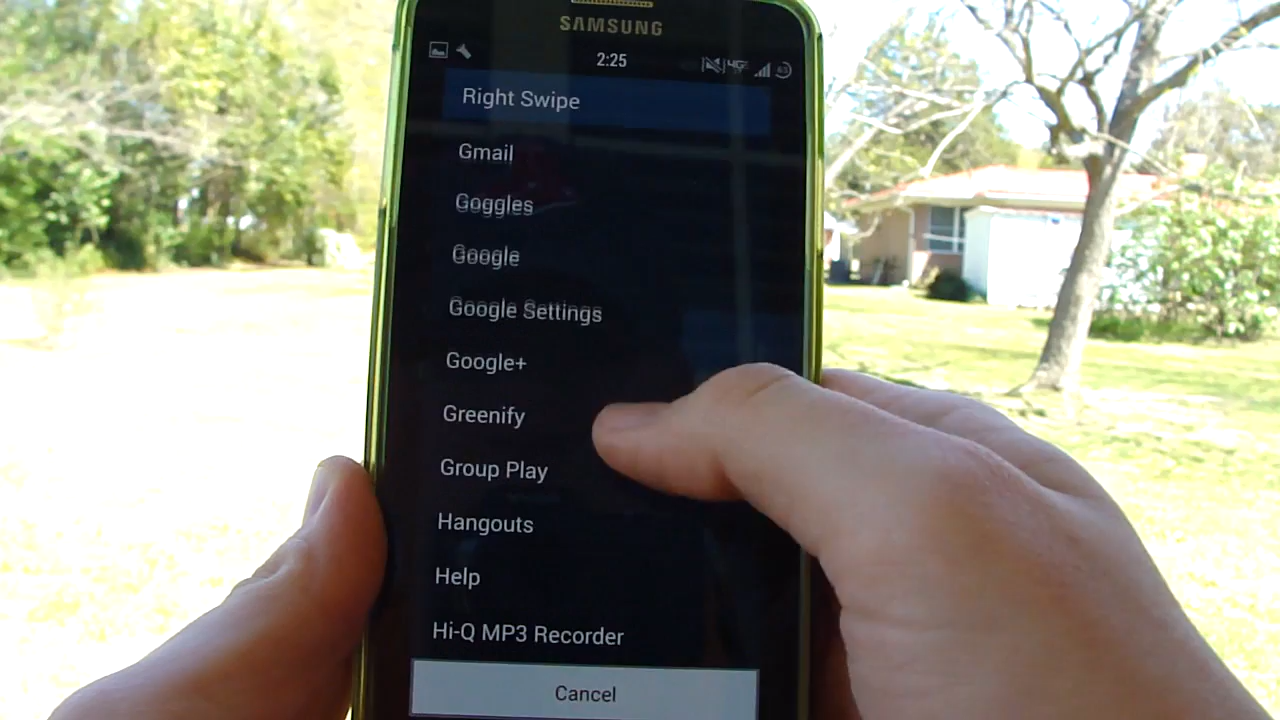 SAMSUNG
2:25
4G
Right Swipe
Gmail
Goggles
Google
Google Settings
Google+
Greenify
Group Play
Hangouts
Help
Hi-Q MP3 Recorder
Cancel